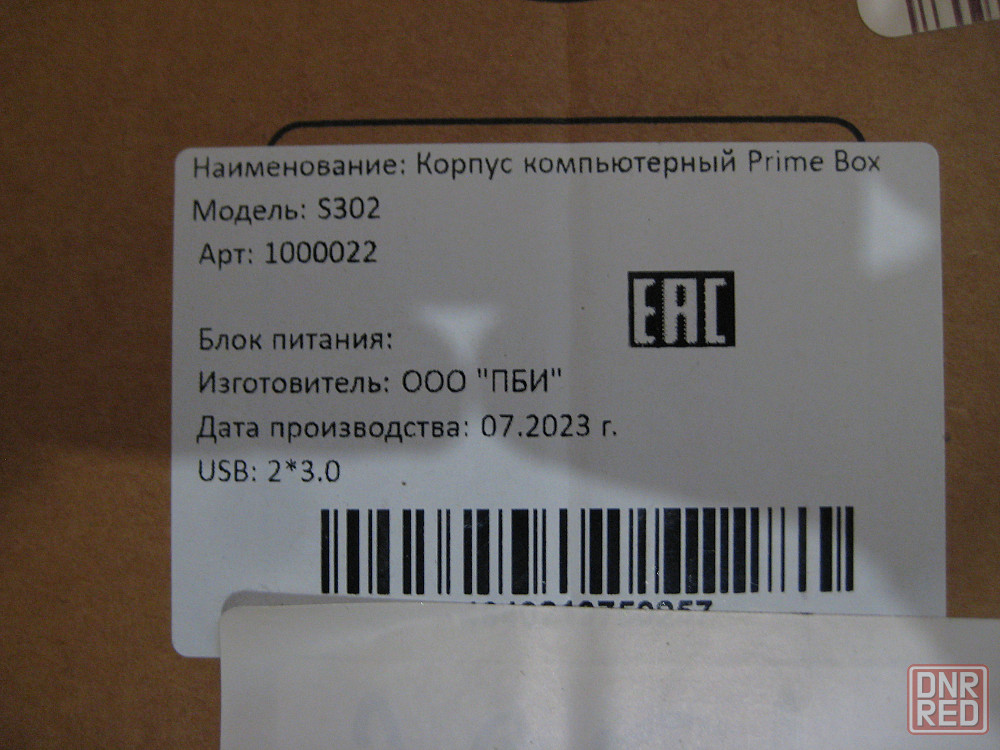 Наименование: Корпус компьютерный Prime Box
Модель: S302
Арт: 1000022
EAC
Блок питания:
Изготовитель: ООО "ПБИ"
Дата производства: 07.2023 г.
USB: 2*3.0
DNR
RED